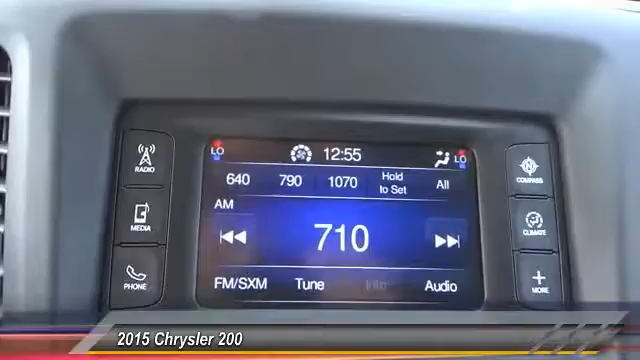 LO 12:55 LO
640 790 1070 Hold to Set All
AM
710
FM/SXM Tune Info Audio
RADIO
MEDIA
PHONE
COMPASS
CLIMATE
MORE
2015 Chrysler 200